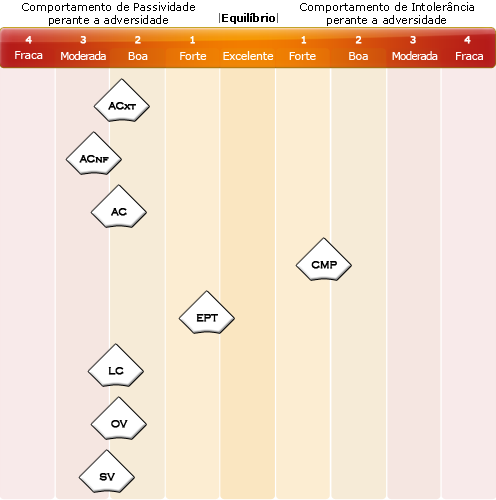 Comportamento de Passividade
perante a adversidade
|Equilíbrio|
Comportamento de Intolerância
perante a adversidade
4 3 2 1 1 2 3 4
Fraca Moderada Boa Forte Excelente Forte Boa Moderada Fraca
ACXT
ACNF
AC
CMP
EPT
LC
OV
SV